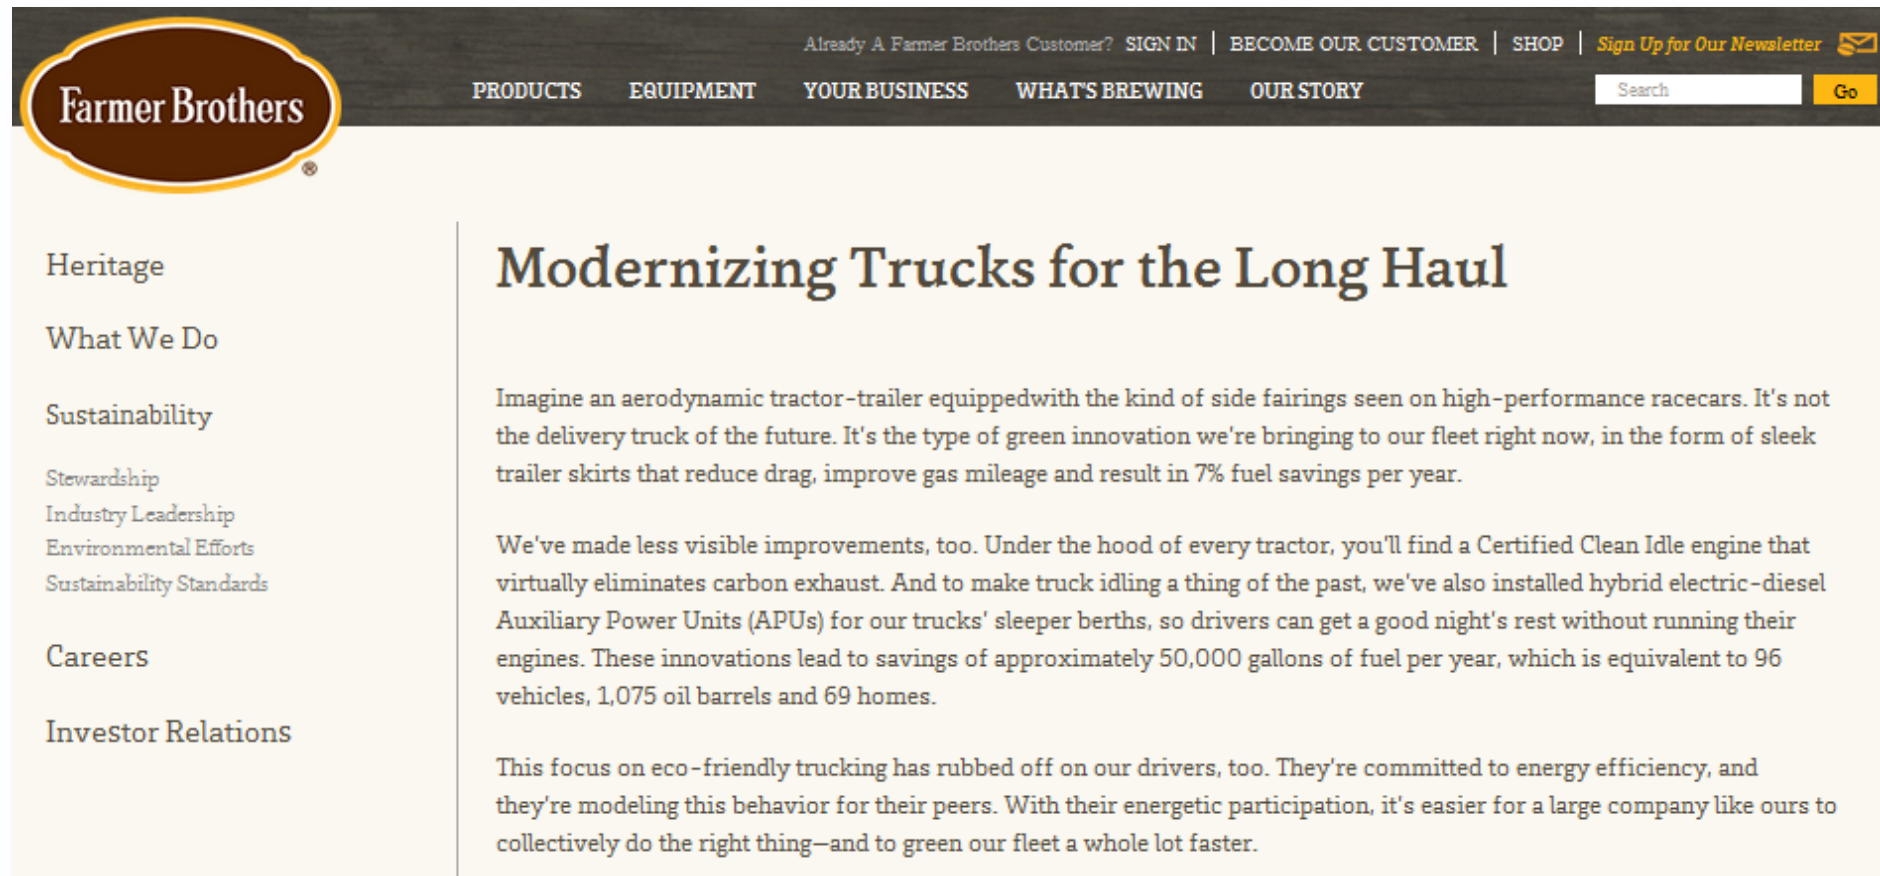 Already A Farmer Brothers Customer? SIGN IN | BECOME OUR CUSTOMER | SHOP | Sign Up for Our Newsletter
Farmer Brothers
®
PRODUCTS EQUIPMENT YOUR BUSINESS WHAT'S BREWING OUR STORY Search Go
Heritage
What We Do
Sustainability
Stewardship
Industry Leadership
Environmental Efforts
Sustainability Standards
Careers
Investor Relations
Modernizing Trucks for the Long Haul
Imagine an aerodynamic tractor-trailer equippedwith the kind of side fairings seen on high-performance racecars. It's not
the delivery truck of the future. It's the type of green innovation we're bringing to our fleet right now, in the form of sleek
trailer skirts that reduce drag, improve gas mileage and result in 7% fuel savings per year.
We've made less visible improvements, too. Under the hood of every tractor, you'll find a Certified Clean Idle engine that
virtually eliminates carbon exhaust. And to make truck idling a thing of the past, we've also installed hybrid electric-diesel
Auxiliary Power Units (APUs) for our trucks' sleeper berths, so drivers can get a good night's rest without running their
engines. These innovations lead to savings of approximately 50,000 gallons of fuel per year, which is equivalent to 96
vehicles, 1,075 oil barrels and 69 homes.
This focus on eco-friendly trucking has rubbed off on our drivers, too. They're committed to energy efficiency, and
they're modeling this behavior for their peers. With their energetic participation, it's easier for a large company like ours to
collectively do the right thing—and to green our fleet a whole lot faster.